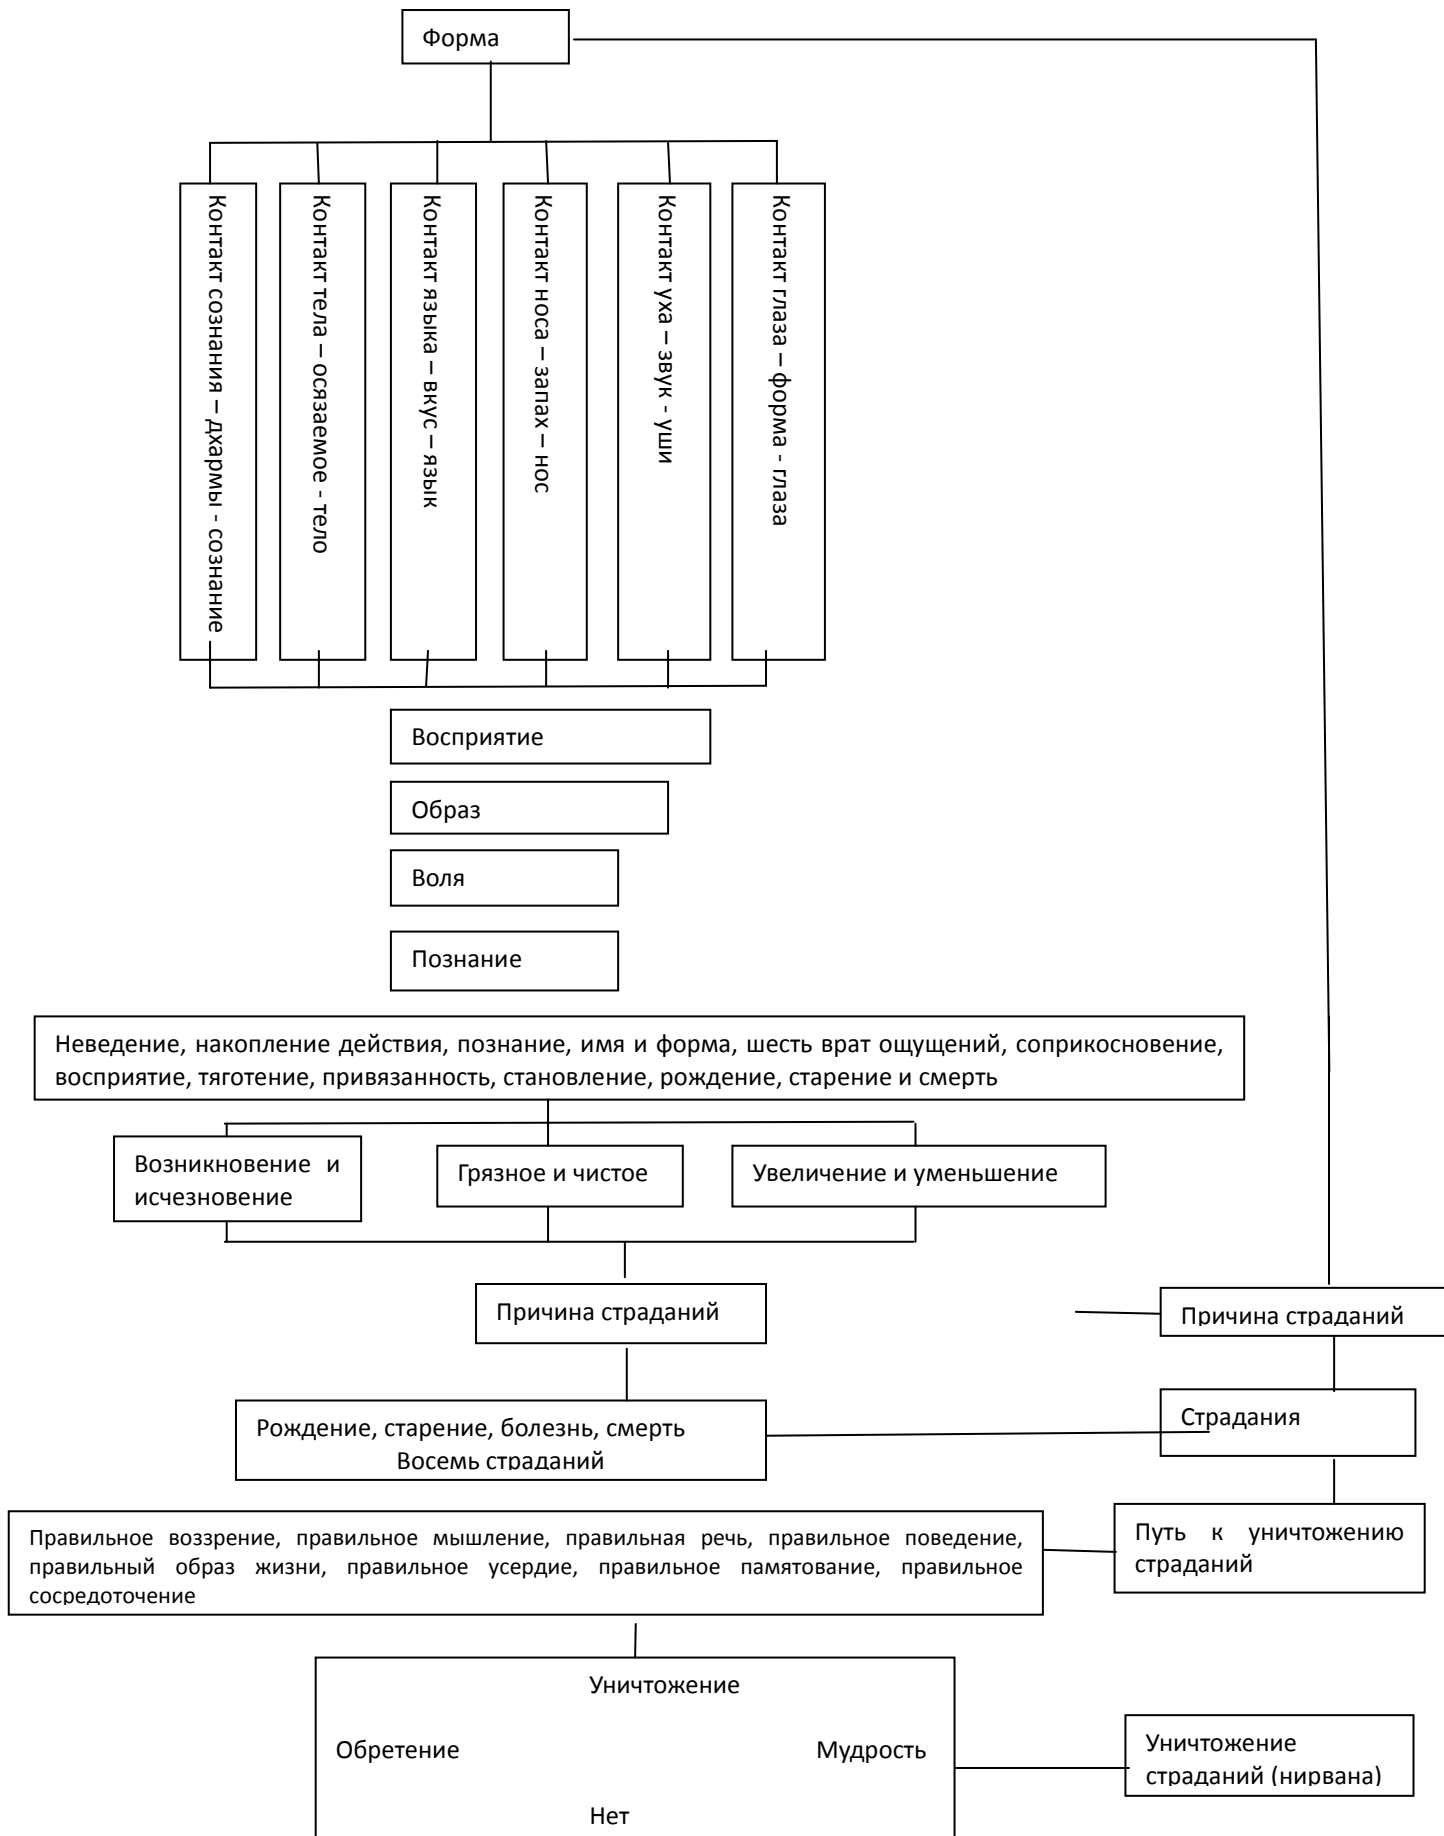 Форма
Контакт сознания – дхармы - сознание
Контакт тела – осязаемое - тело
Контакт языка – вкус – язык
Контакт носа – запах – нос
Контакт уха – звук - уши
Контакт глаза – форма - глаза
Восприятие
Образ
Воля
Познание
Неведение, накопление действия, познание, имя и форма, шесть врат ощущений, соприкосновение,
восприятие, тяготение, привязанность, становление, рождение, старение и смерть
Возникновение и
исчезновение
Грязное и чистое
Увеличение и уменьшение
Причина страданий
Причина страданий
Рождение, старение, болезнь, смерть
Восемь страданий
Страдания
Правильное воззрение, правильное мышление, правильная речь, правильное поведение,
правильный образ жизни, правильное усердие, правильное памятование, правильное
сосредоточение
Путь к уничтожению
страданий
Уничтожение
Обретение Мудрость
Нет
Уничтожение
страданий (нирвана)